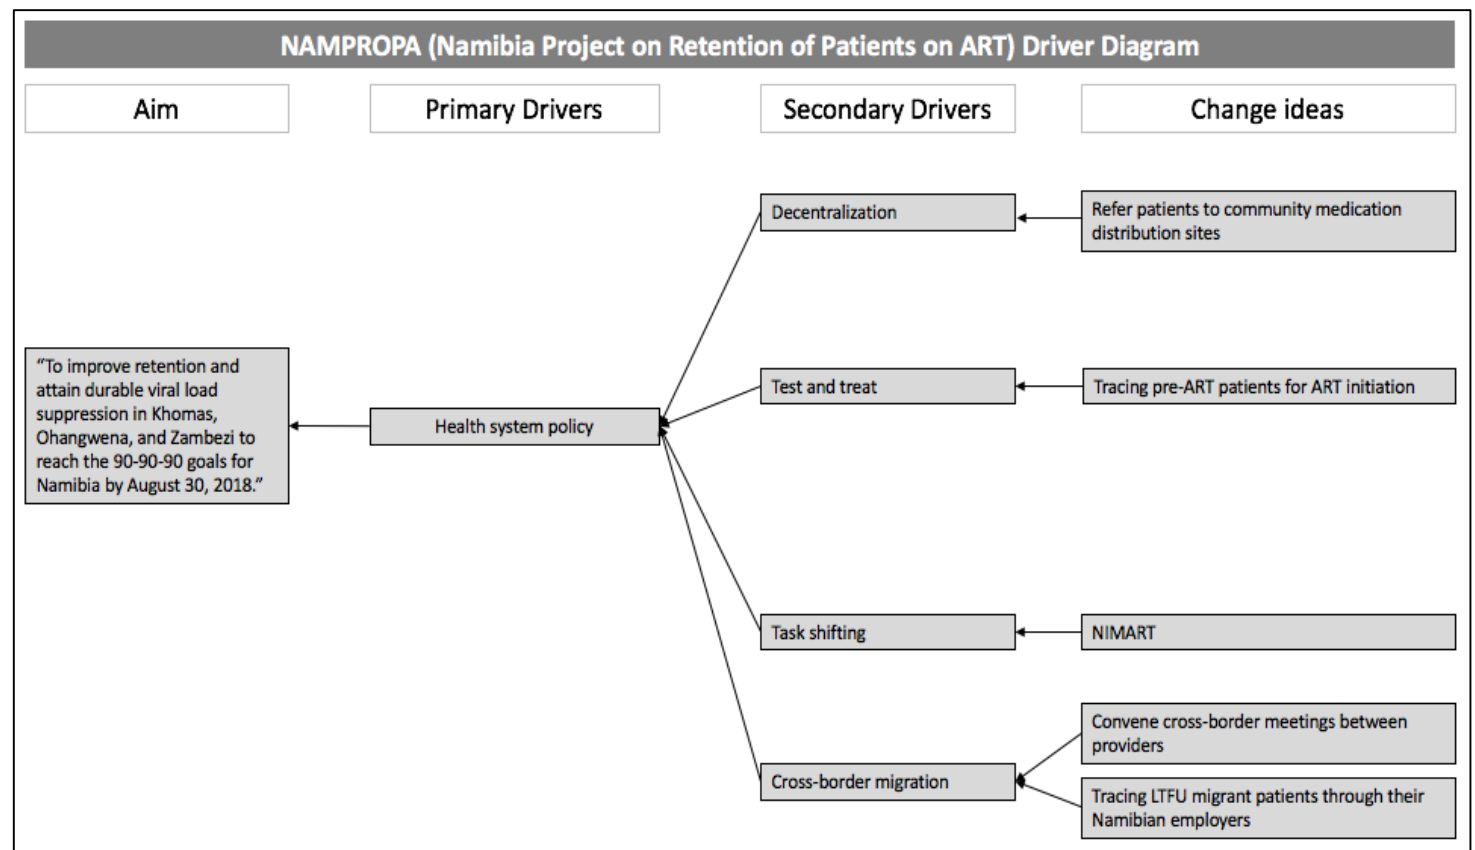 NAMPROPA (Namibia Project on Retention of Patients on ART) Driver Diagram
Aim
Primary Drivers
Secondary Drivers
Change ideas
Decentralization
Refer patients to community medication
distribution sites
“To improve retention and
attain durable viral load
suppression in Khomas,
Ohangwena, and Zambezi to
reach the 90-90-90 goals for
Namibia by August 30, 2018.”
Health system policy
Test and treat
Tracing pre-ART patients for ART initiation
Task shifting
NIMART
Cross-border migration
Convene cross-border meetings between
providers
Tracing LTFU migrant patients through their
Namibian employers